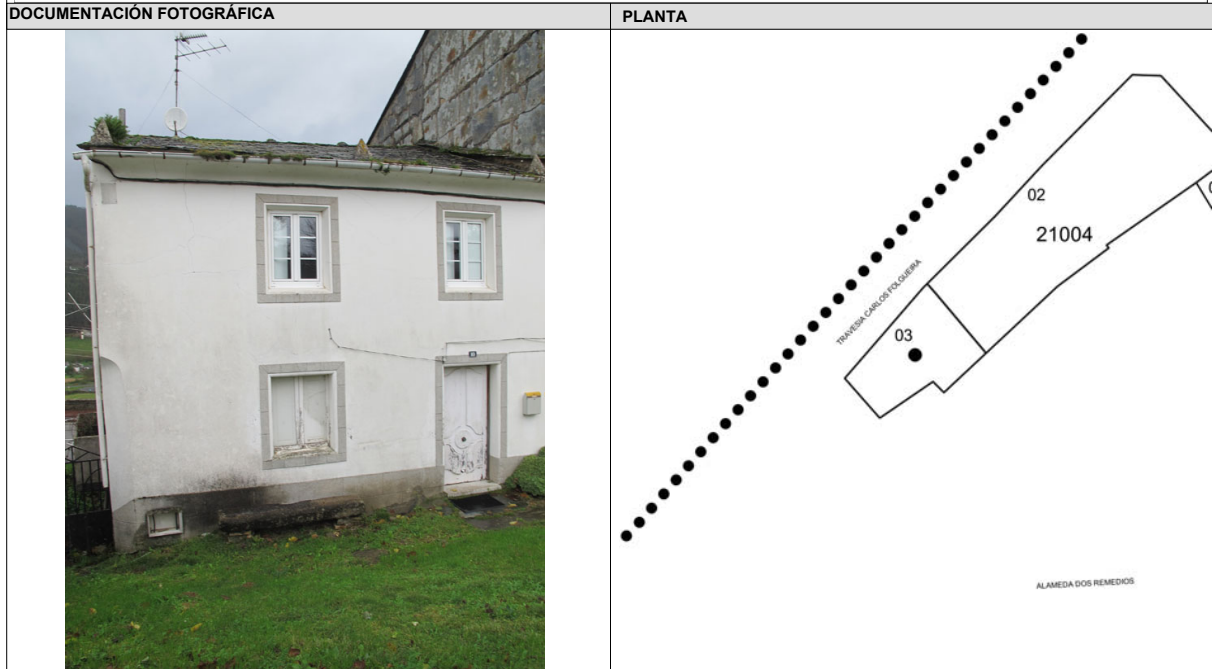 DOCUMENTACIÓN FOTOGRÁFICA
PLANTA
02
21004
TRAVESIA CARLOS FOLGUEIRA
03
ALAMEDA DOS REMEDIOS